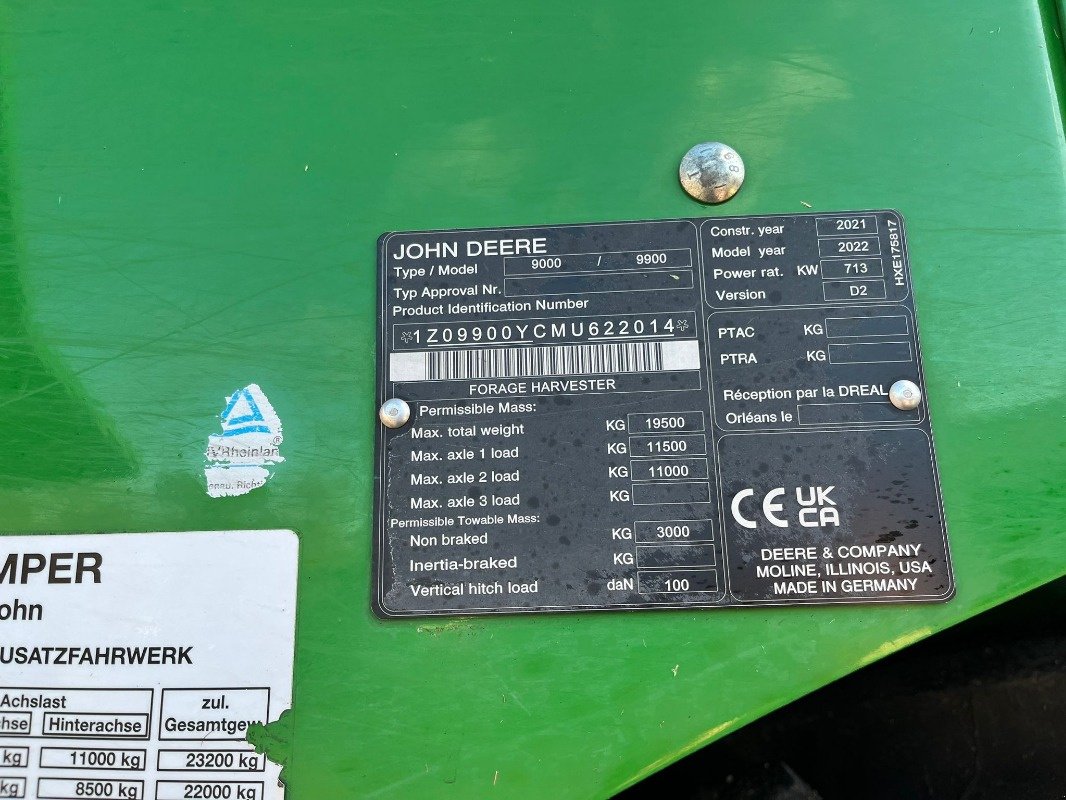 JOHN DEERE
Type / Model 9000 / 9900
Typ Approval Nr.
Product Identification Number
*1Z09900YCMU622014*
FORAGE HARVESTER
Permissible Mass:
Max. total weight KG 19500
Max. axle 1 load KG 11500
Max. axle 2 load KG 11000
Max. axle 3 load KG
Permissible Towable Mass:
Non braked KG 3000
Inertia-braked KG
Vertical hitch load daN 100
Constr. year 2021
Model year 2022
Power rat. KW 713
Version D2
HXE175817
PTAC KG
PTRA KG
Réception par la DREAL
Orléans le
CE UK
CA
DEERE & COMPANY
MOLINE, ILLINOIS, USA
MADE IN GERMANY
VRheinlan
®
MPER
ohn
USATZFAHRWERK
Achslast zul.
chse Hinterachse Gesamtgew
kg 11000 kg 23200 kg
kg 8500 kg 22000 kg